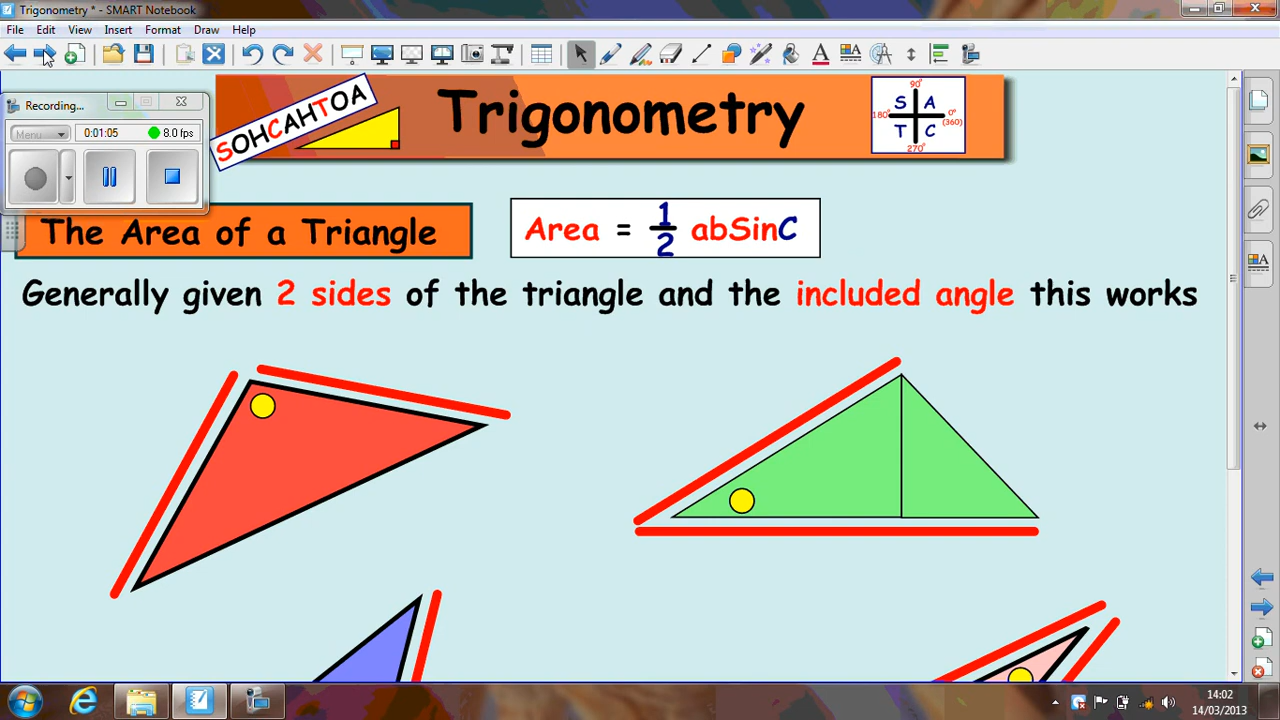 Trigonometry * - SMART Notebook
File Edit View Insert Format Draw Help
Recording...
Menu 0:01:05 8.0 fps
SOHCAHTOA
Trigonometry
90°
S A
180° 0°
(360)
T C
270°
The Area of a Triangle
Area = 1/2 abSinC
Generally given 2 sides of the triangle and the included angle this works
14:02
14/03/2013